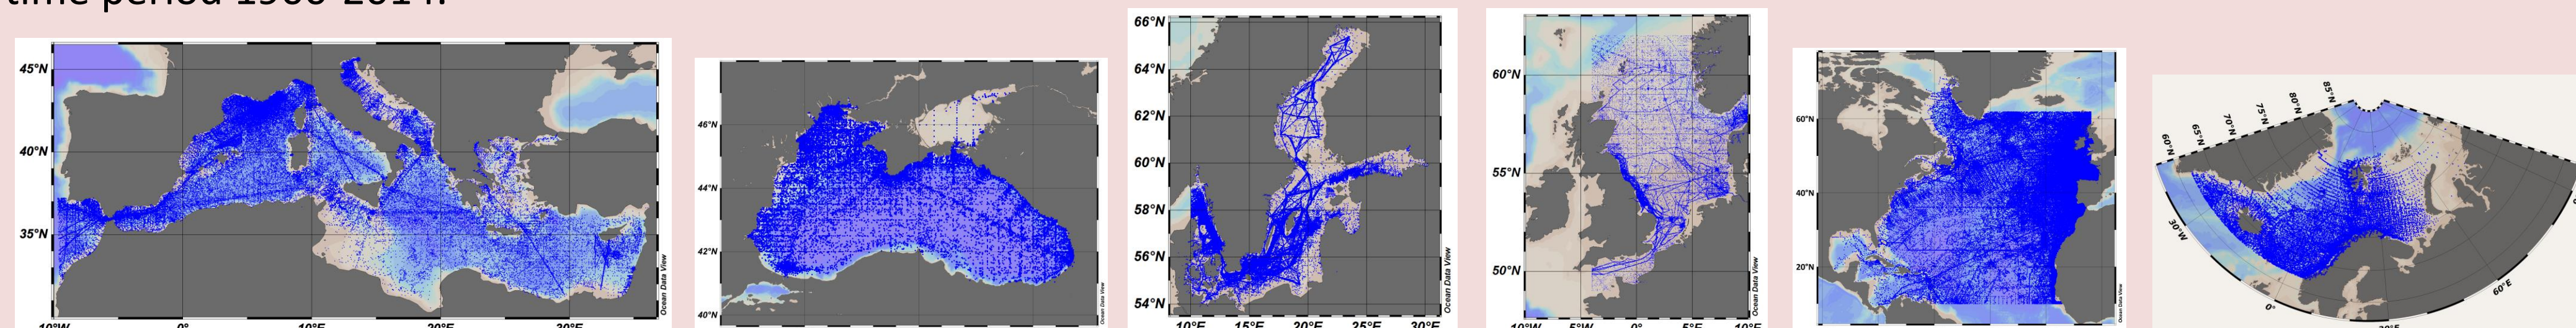 time period 1900-2014.
45°N
40°N
35°N
10°W 0° 10°E 20°E 30°E
Ocean Data View
46°N
44°N
42°N
40°N
Ocean Data View
66°N
64°N
62°N
60°N
58°N
56°N
54°N
10°E 15°E 20°E 25°E 30°E
Ocean Data View
60°N
55°N
50°N
10°W 5°W 0° 5°E 10°E
Ocean Data View
60°N
40°N
20°N
Ocean Data View
60°N
65°N
70°N
75°N
80°N
85°N
30°W
0°
30°E
60°E